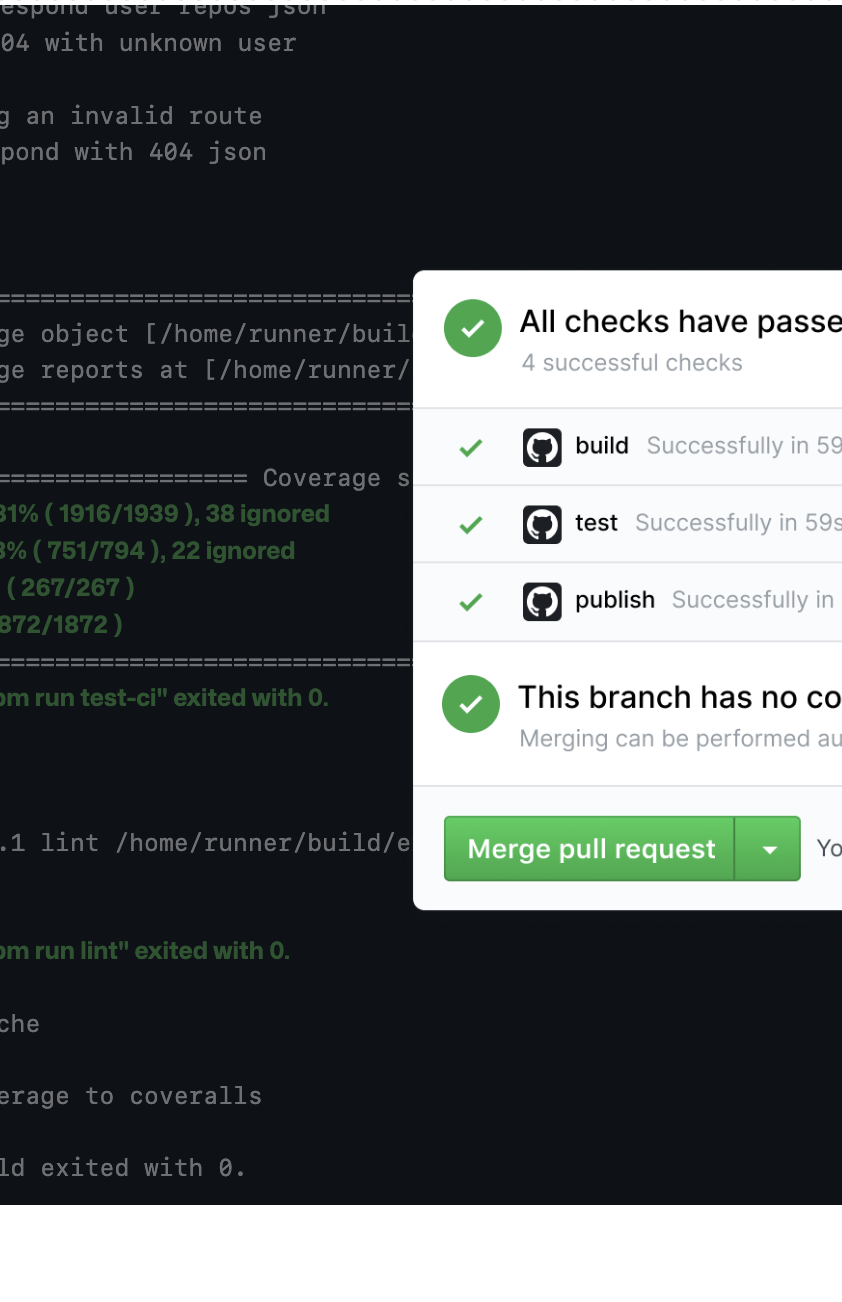 espond user repos json
04 with unknown user
g an invalid route
pond with 404 json
==============================
ge object [/home/runner/buil
ge reports at [/home/runner/
==============================
================= Coverage s
81% ( 1916/1939 ), 38 ignored
8% ( 751/794 ), 22 ignored
( 267/267 )
872/1872 )
==============================
pm run test-ci" exited with 0.
.1 lint /home/runner/build/e
pm run lint" exited with 0.
che
erage to coveralls
ld exited with 0.
All checks have passe
4 successful checks
build Successfully in 59
test Successfully in 59s
publish Successfully in
This branch has no co
Merging can be performed au
Merge pull request
Yo